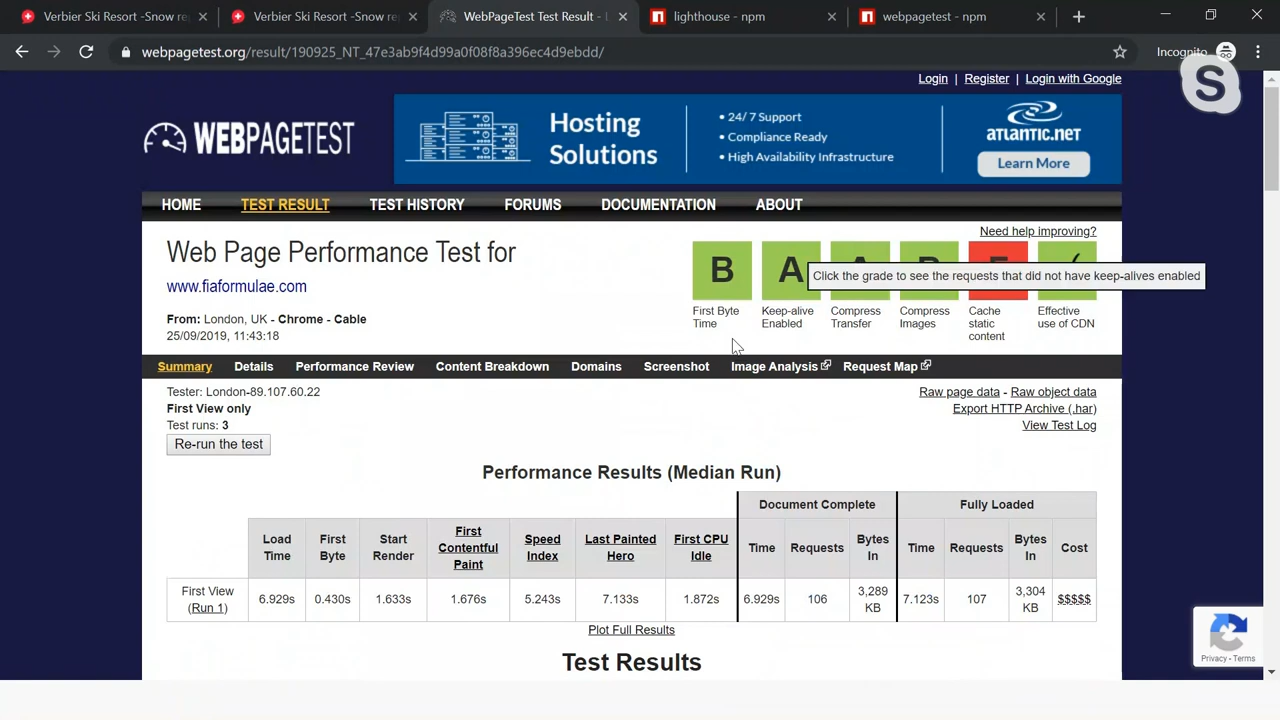 Verbier Ski Resort -Snow re
Verbier Ski Resort -Snow re
WebPageTest Test Result - L
lighthouse - npm
webpagetest - npm
webpagetest.org/result/190925_NT_47e3ab9f4d99a0f08f8a396ec4d9ebdd/
Incognito
S
Login | Register | Login with Google
WEBPAGETEST
Hosting
Solutions
• 24/ 7 Support
• Compliance Ready
• High Availability Infrastructure
ATLANTIC.NET
Learn More
HOME
TEST RESULT
TEST HISTORY
FORUMS
DOCUMENTATION
ABOUT
Need help improving?
Web Page Performance Test for
www.fiaformulae.com
From: London, UK - Chrome - Cable
25/09/2019, 11:43:18
B
A
Click the grade to see the requests that did not have keep-alives enabled
First Byte
Time
Keep-alive
Enabled
Compress
Transfer
Compress
Images
Cache
static
content
Effective
use of CDN
Summary
Details
Performance Review
Content Breakdown
Domains
Screenshot
Image Analysis
Request Map
Tester: London-89.107.60.22
First View only
Test runs: 3
Re-run the test
Raw page data - Raw object data
Export HTTP Archive (.har)
View Test Log
Performance Results (Median Run)
Document Complete
Fully Loaded
Load
Time
First
Byte
Start
Render
First
Contentful
Paint
Speed
Index
Last Painted
Hero
First CPU
Idle
Time
Requests
Bytes
In
Time
Requests
Bytes
In
Cost
First View
(Run 1)
6.929s
0.430s
1.633s
1.676s
5.243s
7.133s
1.872s
6.929s
106
3,289
KB
7.123s
107
3,304
KB
$$$$$
Plot Full Results
Test Results
Privacy - Terms